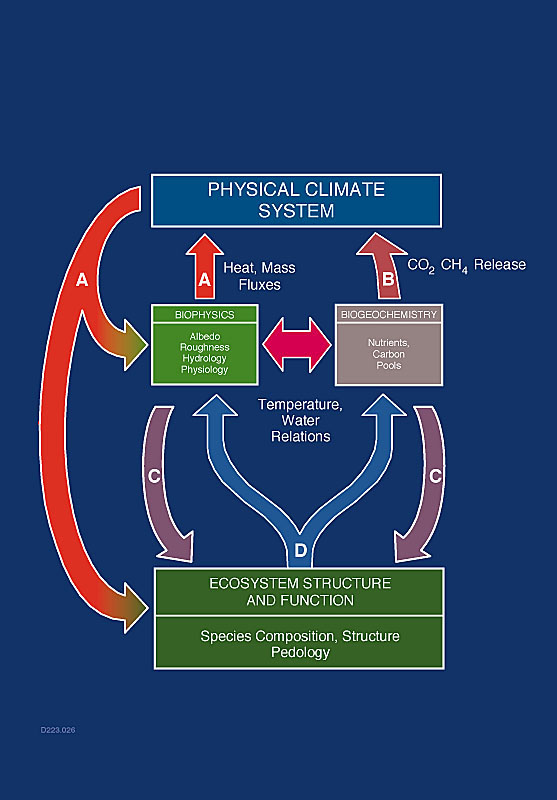 PHYSICAL CLIMATE
SYSTEM
A
A
Heat, Mass
Fluxes
B
CO₂ CH₄ Release
BIOPHYSICS
Albedo
Roughness
Hydrology
Physiology
BIOGEOCHEMISTRY
Nutrients,
Carbon
Pools
Temperature,
Water
Relations
C
C
D
ECOSYSTEM STRUCTURE
AND FUNCTION
Species Composition, Structure
Pedology
D223.026